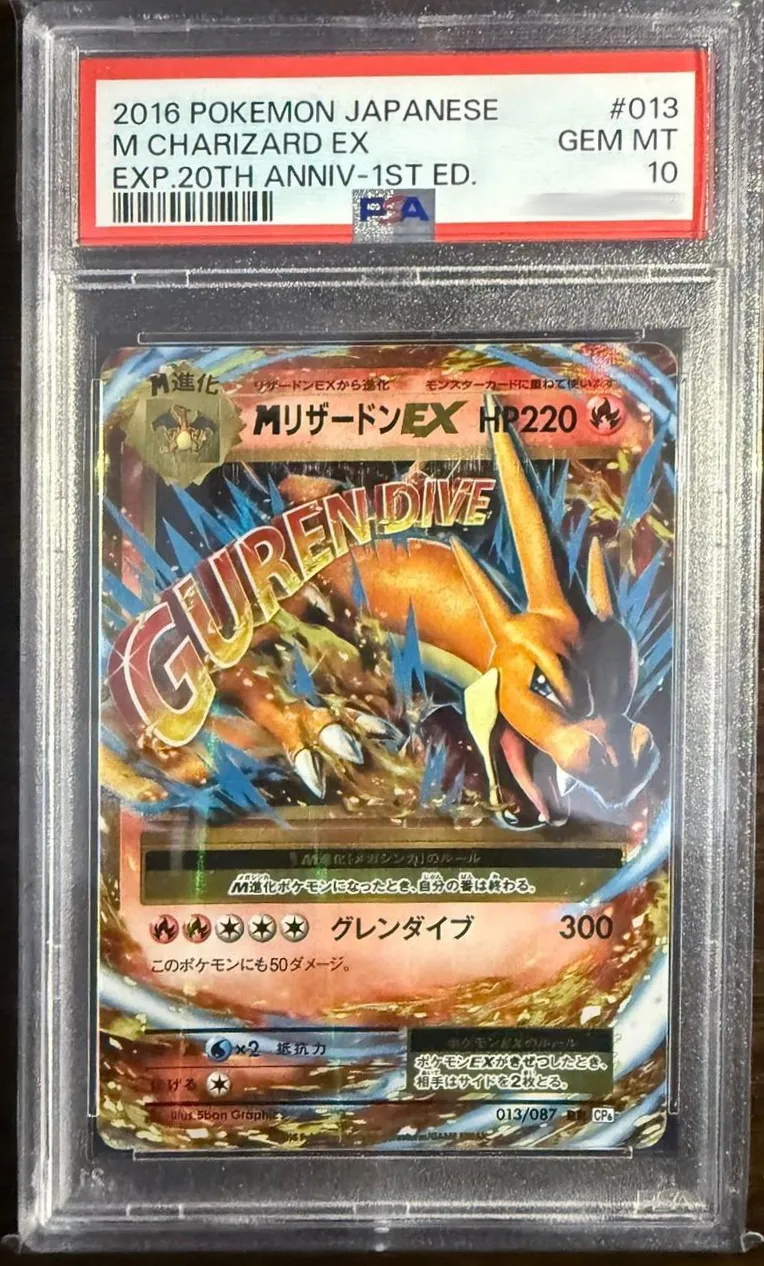 2016 POKEMON JAPANESE #013
M CHARIZARD EX GEM MT
EXP.20TH ANNIV-1ST ED. 10
PSA
M進化
リザードンEXから進化 モンスターカードに重ねて使います
MリザードンEX HP220
GUREN DIVE
M進化[メガシンカ]のルール
M進化ポケモンになったとき、自分の番は終わる。
グレンダイブ 300
このポケモンにも50ダメージ。
×2 抵抗力
にげる
ポケモンEXのルール
ポケモンEXがきぜつしたとき、
相手はサイドを2枚とる。
illus. 5ban Graphics
013/087 RR CP6